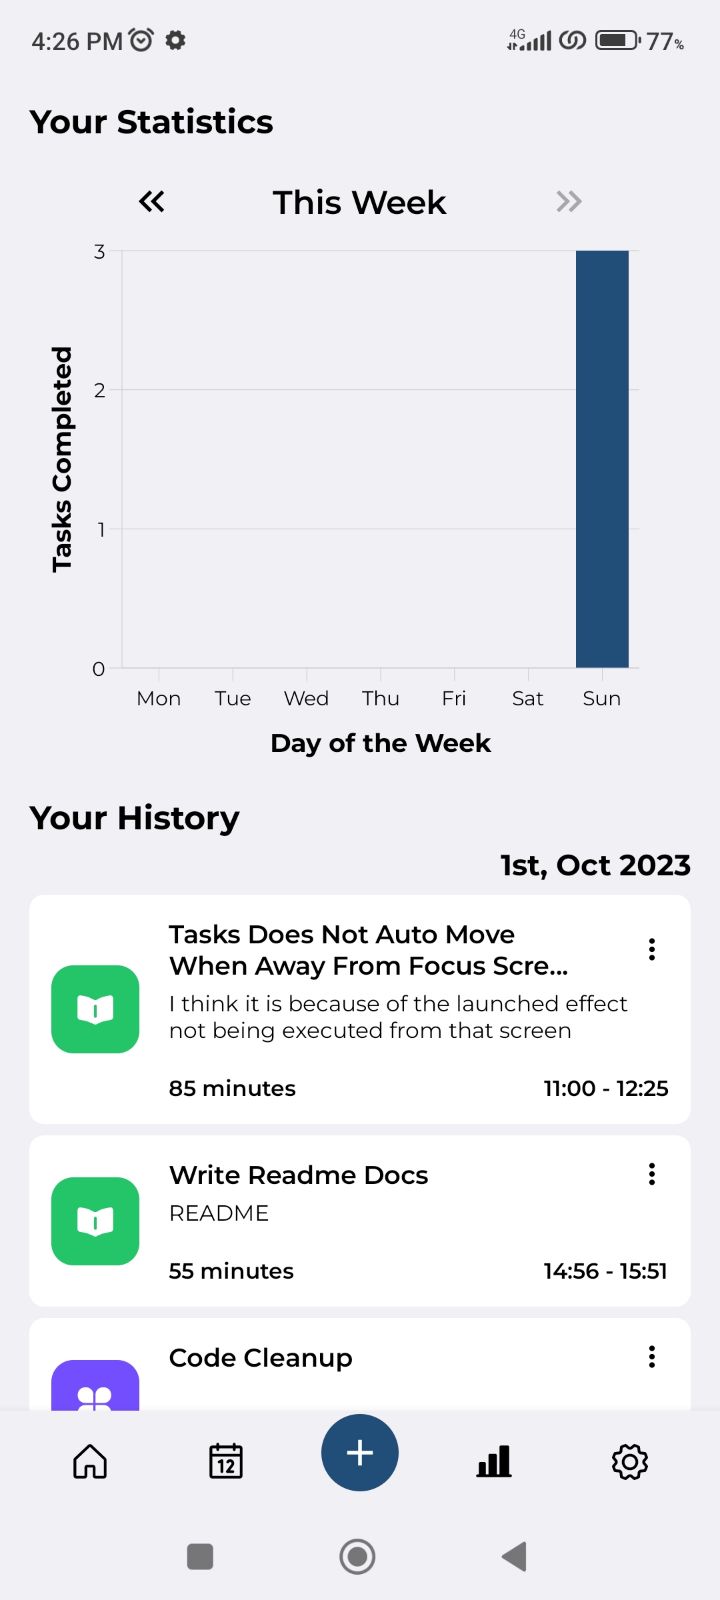 4:26 PM
4G
77%
Your Statistics
This Week
3
2
1
0
Tasks Completed
Mon Tue Wed Thu Fri Sat Sun
Day of the Week
Your History
1st, Oct 2023
Tasks Does Not Auto Move
When Away From Focus Scre...
I think it is because of the launched effect
not being executed from that screen
85 minutes 11:00 - 12:25
Write Readme Docs
README
55 minutes 14:56 - 15:51
Code Cleanup
12